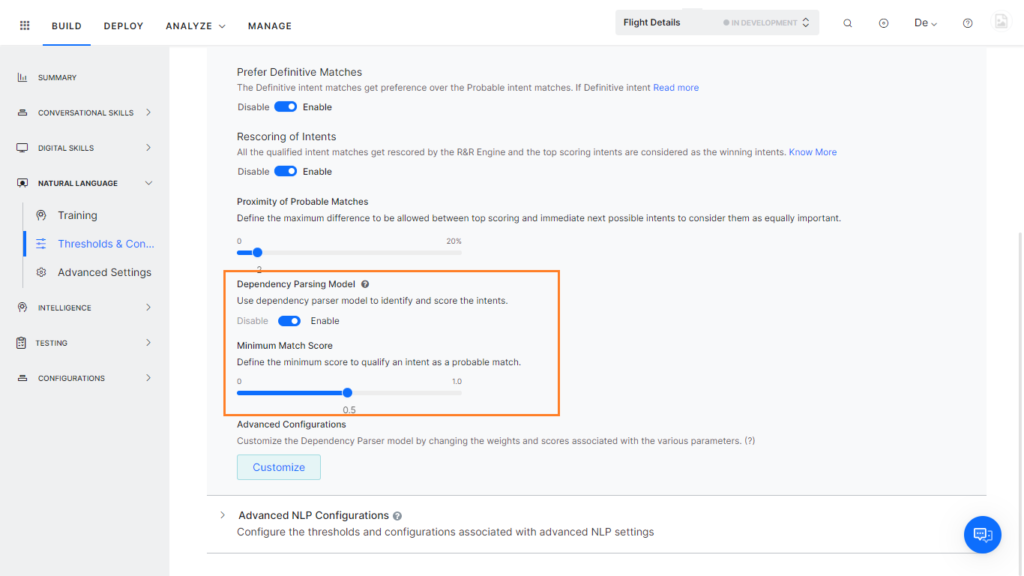 BUILD DEPLOY ANALYZE MANAGE Flight Details IN DEVELOPMENT De
SUMMARY
CONVERSATIONAL SKILLS
DIGITAL SKILLS
NATURAL LANGUAGE
Training
Thresholds & Con...
Advanced Settings
INTELLIGENCE
TESTING
CONFIGURATIONS
Prefer Definitive Matches
The Definitive intent matches get preference over the Probable intent matches. If Definitive intent Read more
Disable Enable
Rescoring of Intents
All the qualified intent matches get rescored by the R&R Engine and the top scoring intents are considered as the winning intents. Know More
Disable Enable
Proximity of Probable Matches
Define the maximum difference to be allowed between top scoring and immediate next possible intents to consider them as equally important.
0 20%
2
Dependency Parsing Model ?
Use dependency parser model to identify and score the intents.
Disable Enable
Minimum Match Score
Define the minimum score to qualify an intent as a probable match.
0 1.0
0.5
Advanced Configurations
Customize the Dependency Parser model by changing the weights and scores associated with the various parameters. (?)
Customize
Advanced NLP Configurations ?
Configure the thresholds and configurations associated with advanced NLP settings